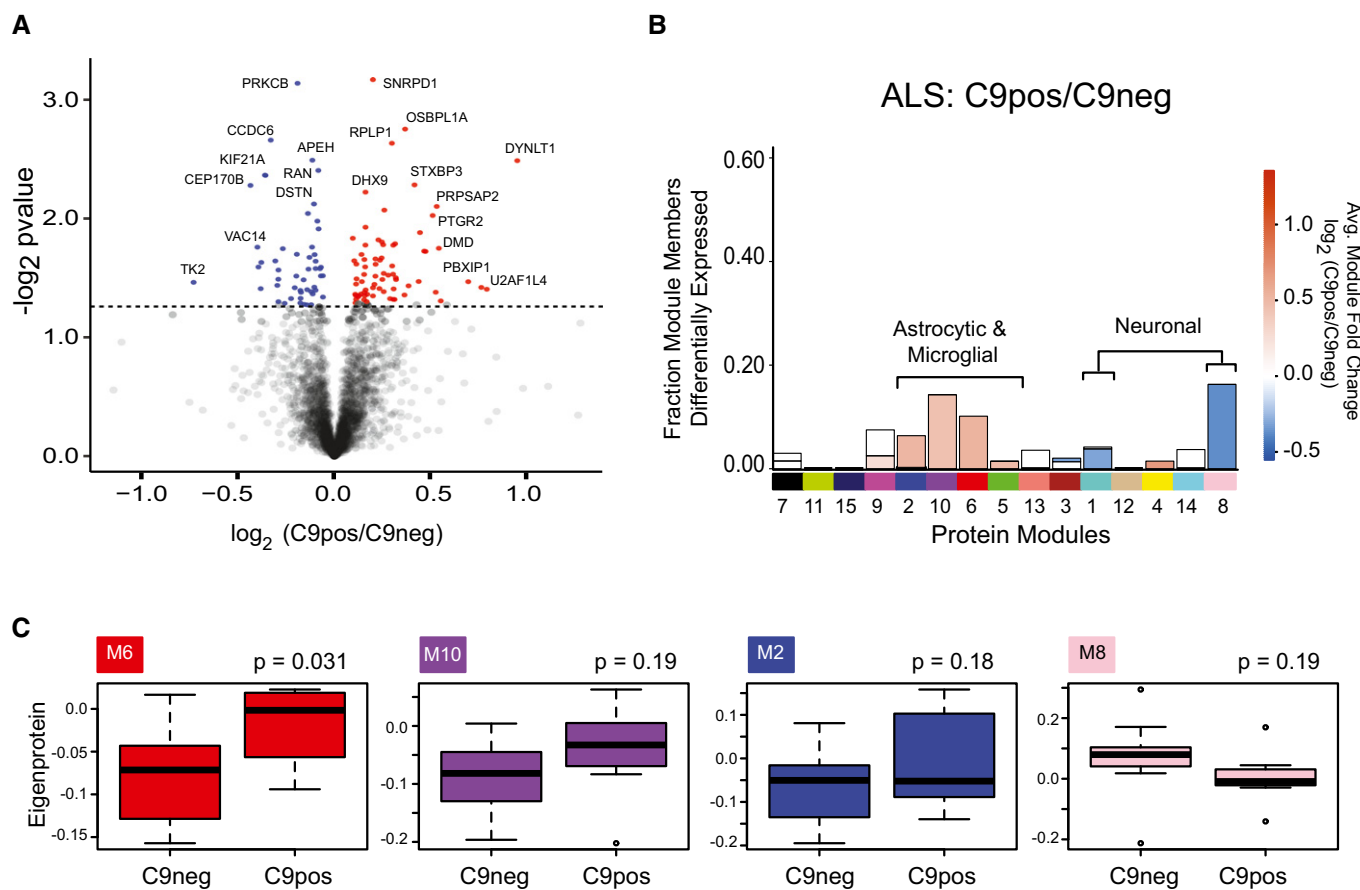 A
-log2 pvalue
3.0
2.0
1.0
0.0
PRKCB
SNRPD1
CCDC6
OSBPL1A
APEH
RPLP1
DYNLT1
KIF21A
RAN
STXBP3
CEP170B
DSTN
DHX9
PRPSAP2
PTGR2
VAC14
DMD
TK2
PBXIP1
U2AF1L4
−1.0
−0.5
0.0
0.5
1.0
log2 (C9pos/C9neg)
B
ALS: C9pos/C9neg
Fraction Module Members
Differentially Expressed
0.60
0.40
0.20
0.00
Astrocytic &
Microglial
Neuronal
7 11 15 9 2 10 6 5 13 3 1 12 4 14 8
Protein Modules
1.0
0.5
0.0
-0.5
Avg. Module Fold Change
log2 (C9pos/C9neg)
C
Eigenprotein
M6
p = 0.031
0.0
-0.05
-0.1
-0.15
C9neg C9pos
M10
p = 0.19
0.0
-0.1
-0.2
C9neg C9pos
M2
p = 0.18
0.1
0.0
-0.1
-0.2
C9neg C9pos
M8
p = 0.19
0.2
0.0
-0.2
C9neg C9pos